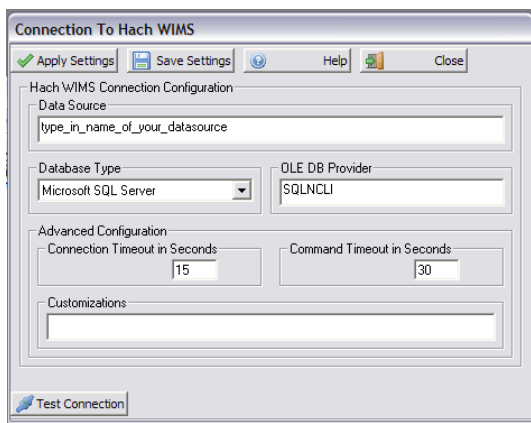 Connection To Hach WIMS
Apply Settings Save Settings Help Close
Hach WIMS Connection Configuration
Data Source
type_in_name_of_your_datasource
Database Type OLE DB Provider
Microsoft SQL Server SQLNCLI
Advanced Configuration
Connection Timeout in Seconds Command Timeout in Seconds
15 30
Customizations
Test Connection